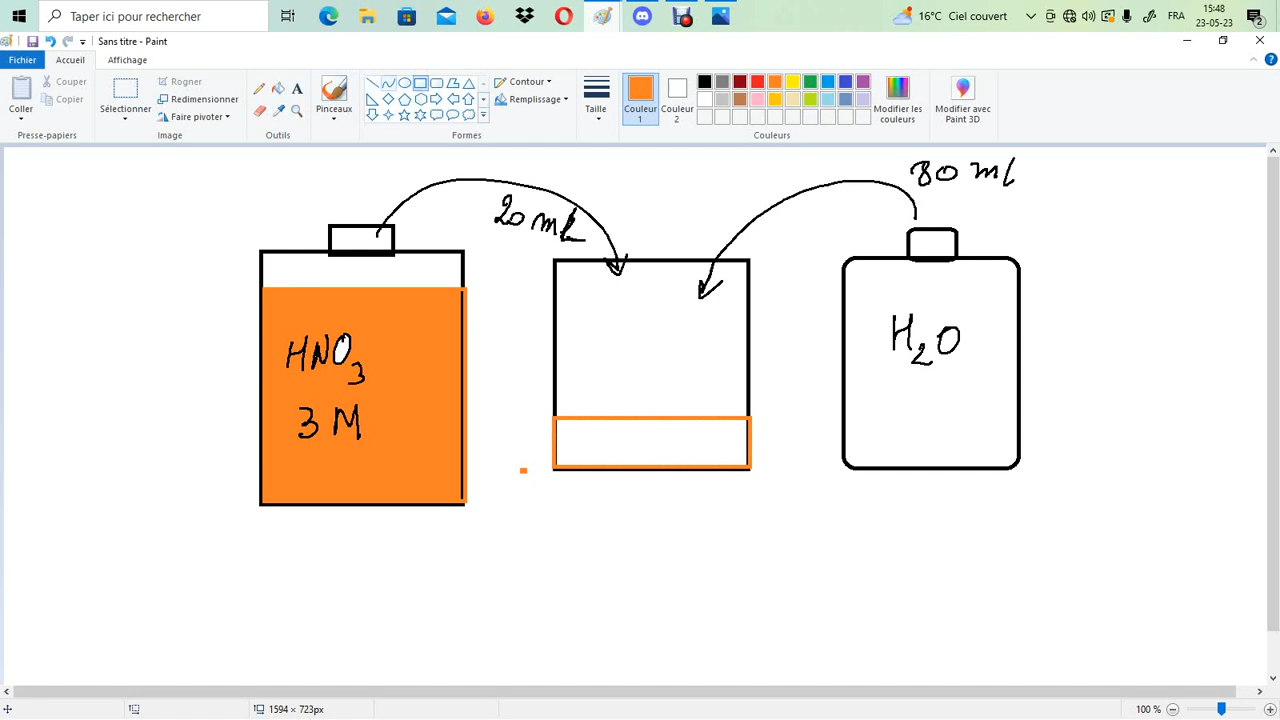 Taper ici pour rechercher
16°C Ciel couvert
FRA
15:48
23-05-23
2
Sans titre - Paint
Fichier
Accueil
Affichage
Coller
Couper
Copier
Presse-papiers
Sélectionner
Rogner
Redimensionner
Faire pivoter
Image
A
Outils
Pinceaux
Contour
Remplissage
Formes
Taille
Couleur 1
Couleur 2
Modifier les couleurs
Modifier avec Paint 3D
Couleurs
80 ml
20 ml
HNO3
3 M
H2O
1594 × 723px
100 %